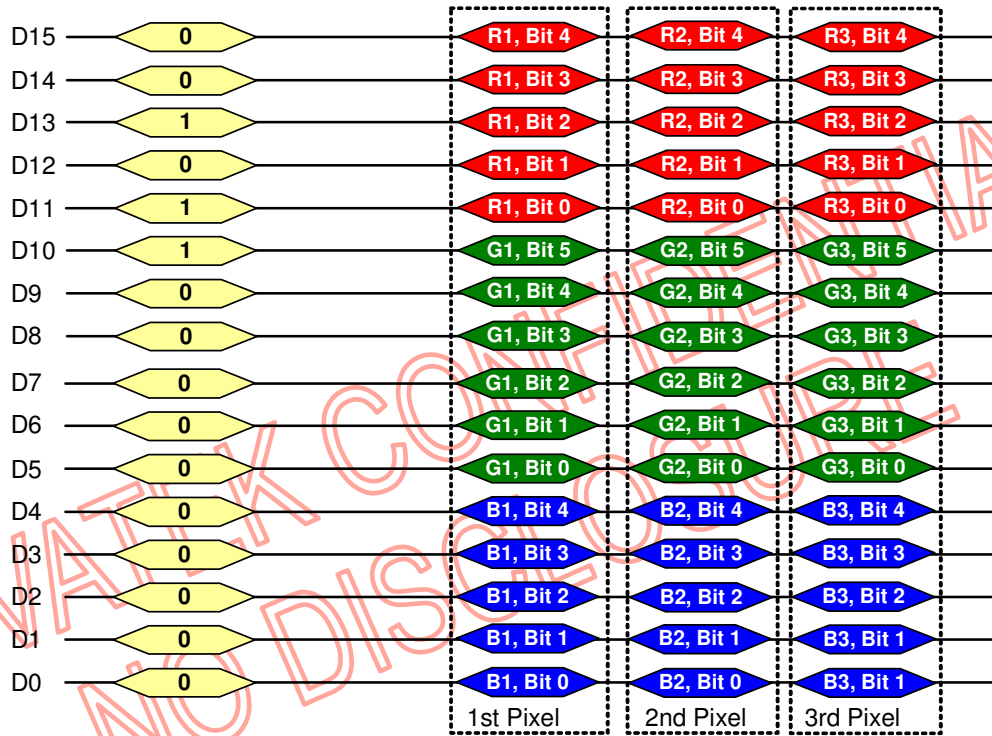 D15 0 R1, Bit 4 R2, Bit 4 R3, Bit 4
D14 0 R1, Bit 3 R2, Bit 3 R3, Bit 3
D13 1 R1, Bit 2 R2, Bit 2 R3, Bit 2
D12 0 R1, Bit 1 R2, Bit 1 R3, Bit 1
D11 1 R1, Bit 0 R2, Bit 0 R3, Bit 0
D10 1 G1, Bit 5 G2, Bit 5 G3, Bit 5
D9 0 G1, Bit 4 G2, Bit 4 G3, Bit 4
D8 0 G1, Bit 3 G2, Bit 3 G3, Bit 3
D7 0 G1, Bit 2 G2, Bit 2 G3, Bit 2
D6 0 G1, Bit 1 G2, Bit 1 G3, Bit 1
D5 0 G1, Bit 0 G2, Bit 0 G3, Bit 0
D4 0 B1, Bit 4 B2, Bit 4 B3, Bit 4
D3 0 B1, Bit 3 B2, Bit 3 B3, Bit 3
D2 0 B1, Bit 2 B2, Bit 2 B3, Bit 2
D1 0 B1, Bit 1 B2, Bit 1 B3, Bit 1
D0 0 B1, Bit 0 B2, Bit 0 B3, Bit 1
1st Pixel 2nd Pixel 3rd Pixel
VATEK CONFIDENTIA
NO DISCLOSURE